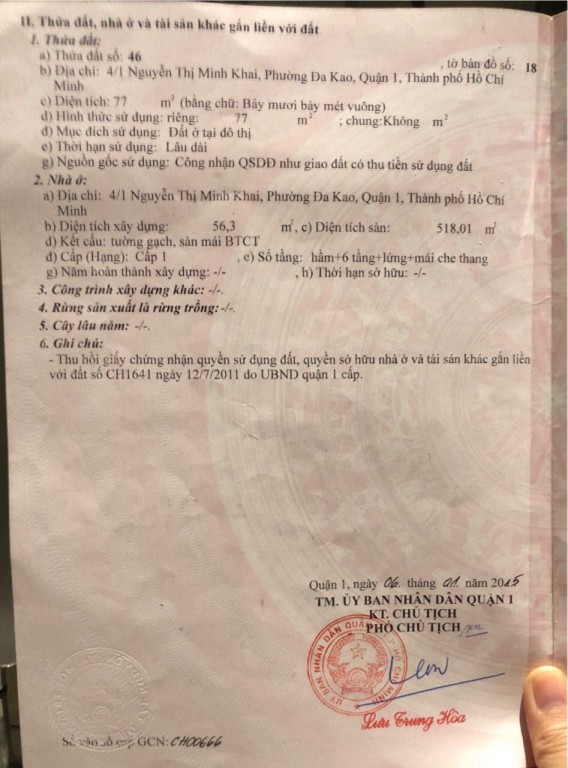 II. Thửa đất, nhà ở và tài sản khác gắn liền với đất
1. Thửa đất:
a) Thửa đất số: 46 , tờ bản đồ số: 18
b) Địa chỉ: 4/1 Nguyễn Thị Minh Khai, Phường Đa Kao, Quận 1, Thành phố Hồ Chí
Minh
c) Diện tích: 77 m² (bằng chữ: Bảy mươi bảy mét vuông)
d) Hình thức sử dụng: riêng: 77 m² ; chung:Không m²
đ) Mục đích sử dụng: Đất ở tại đô thị
e) Thời hạn sử dụng: Lâu dài
g) Nguồn gốc sử dụng: Công nhận QSDĐ như giao đất có thu tiền sử dụng đất
2. Nhà ở:
a) Địa chỉ: 4/1 Nguyễn Thị Minh Khai, Phường Đa Kao, Quận 1, Thành phố Hồ Chí
Minh
b) Diện tích xây dựng: 56,3 m², c) Diện tích sàn: 518,01 m²
d) Kết cấu: tường gạch, sàn mái BTCT
đ) Cấp (Hạng): Cấp 1 , e) Số tầng: hầm+6 tầng+lửng+mái che thang
g) Năm hoàn thành xây dựng: -/- , h) Thời hạn sở hữu: -/-
3. Công trình xây dựng khác: -/-.
4. Rừng sản xuất là rừng trồng: -/-.
5. Cây lâu năm: -/-.
6. Ghi chú:
- Thu hồi giấy chứng nhận quyền sử dụng đất, quyền sở hữu nhà ở và tài sản khác gắn liền
với đất số CH1641 ngày 12/7/2011 do UBND quận 1 cấp.
Quận 1, ngày 06 tháng 01 năm 2015
TM. ỦY BAN NHÂN DÂN QUẬN 1
KT. CHỦ TỊCH
PHÓ CHỦ TỊCH
ỦY BAN NHÂN DÂN QUẬN HỒ CHÍ MINH
Lưu Trung Hòa
Số vào sổ cấp GCN: CH00666